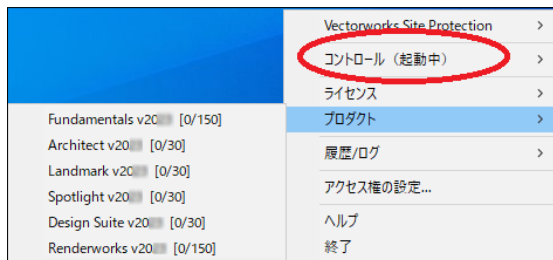 Vectorworks Site Protection >
コントロール（起動中） >
ライセンス >
プロダクト >
履歴/ログ >
アクセス権の設定...
ヘルプ
終了
Fundamentals v20 [0/150]
Architect v20 [0/30]
Landmark v20 [0/30]
Spotlight v20 [0/30]
Design Suite v20 [0/30]
Renderworks v20 [0/150]